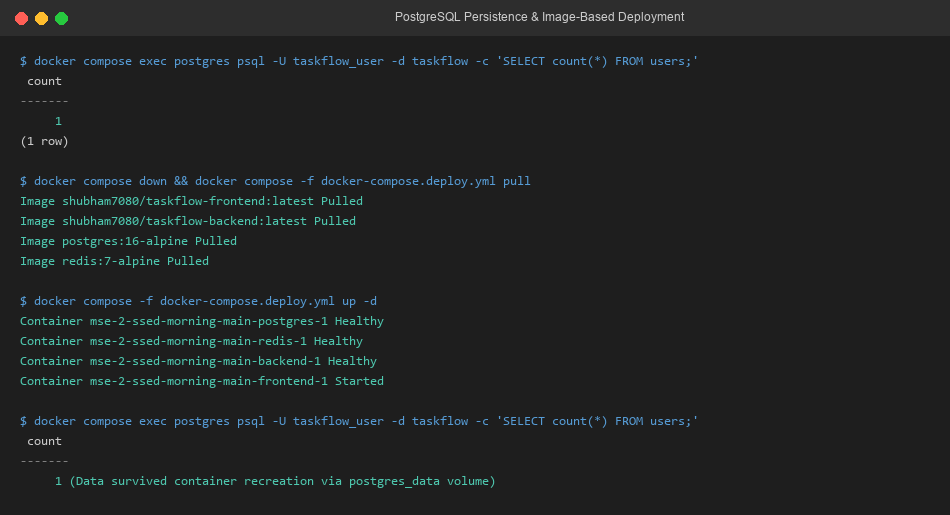 PostgreSQL Persistence & Image-Based Deployment
$ docker compose exec postgres psql -U taskflow_user -d taskflow -c 'SELECT count(*) FROM users;'
 count
-------
     1
(1 row)
$ docker compose down && docker compose -f docker-compose.deploy.yml pull
Image shubham7080/taskflow-frontend:latest Pulled
Image shubham7080/taskflow-backend:latest Pulled
Image postgres:16-alpine Pulled
Image redis:7-alpine Pulled
$ docker compose -f docker-compose.deploy.yml up -d
Container mse-2-ssed-morning-main-postgres-1 Healthy
Container mse-2-ssed-morning-main-redis-1 Healthy
Container mse-2-ssed-morning-main-backend-1 Healthy
Container mse-2-ssed-morning-main-frontend-1 Started
$ docker compose exec postgres psql -U taskflow_user -d taskflow -c 'SELECT count(*) FROM users;'
 count
-------
     1 (Data survived container recreation via postgres_data volume)